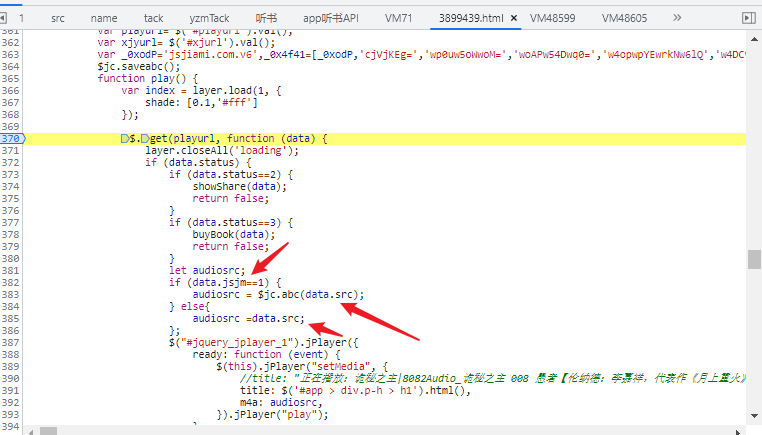 1 src name tack yzmTack 听书 app听书API VM71 3899439.html × VM48599 VM48605 »
361 var playurl= $('#playurl').val();
362 var xjyurl= $('#xjurl').val();
363 var _0xodP='jsjiami.com.v6',_0x4f41=[_0xodP,'cjVjKEg=','wp0uw5oWwoM=','woAPw54Dwq0=','w4opwpYEwrkNw6lQ','w4DC
364 $jc.saveabc();
365 function play() {
366 var index = layer.load(1, {
367 shade: [0.1,'#fff']
368 });
369
370 $.get(playurl, function (data) {
371 layer.closeAll('loading');
372 if (data.status) {
373 if (data.status==2) {
374 showShare(data);
375 return false;
376 }
377 if (data.status==3) {
378 buyBook(data);
379 return false;
380 }
381 let audiosrc;
382 if (data.jsjm==1) {
383 audiosrc = $jc.abc(data.src);
384 } else{
385 audiosrc =data.src;
386 };
387 $("#jquery_jplayer_1").jPlayer({
388 ready: function (event) {
389 $(this).jPlayer("setMedia", {
390 //title: "正在播放: 诡秘之主|8082Audio_诡秘之主 008 愚者【伦纳德: 李嘉祥, 代表作《月上重火》
391 title: $('#app > div.p-h > h1').html(),
392 m4a: audiosrc,
393 }).jPlayer("play");
394